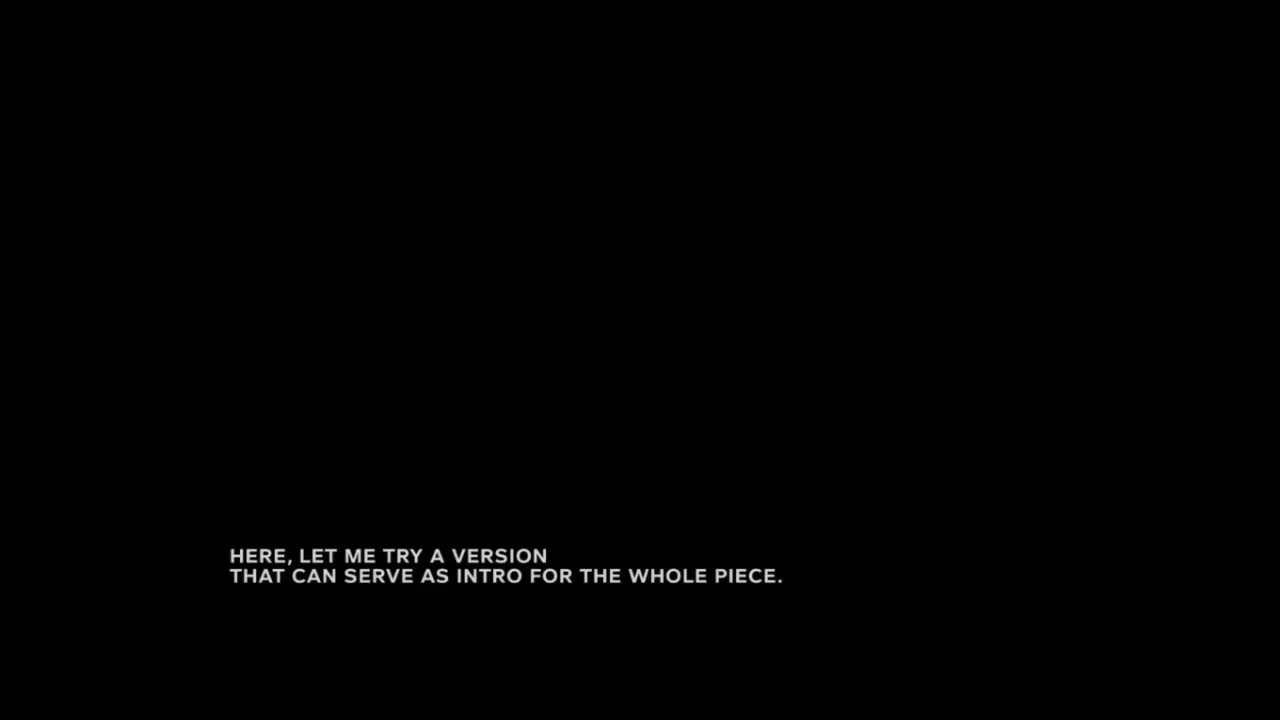 HERE, LET ME TRY A VERSION
THAT CAN SERVE AS INTRO FOR THE WHOLE PIECE.